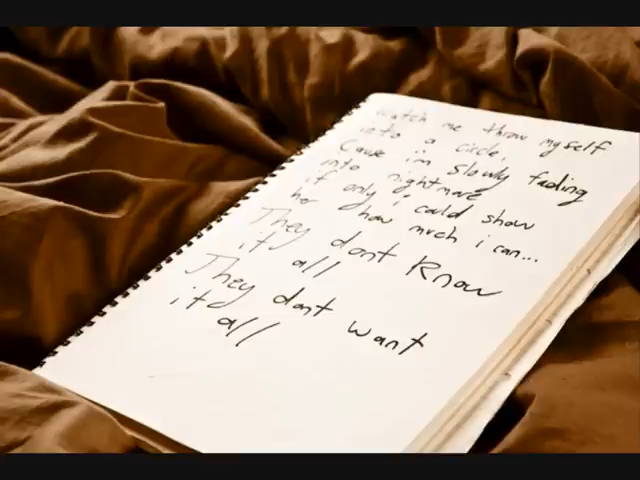 watch me throw myself
into a circle,
Cause i'm slowly fading
into nightmare
if only i could show
her how much i can...
They dont Know
it all
They dont want
it all